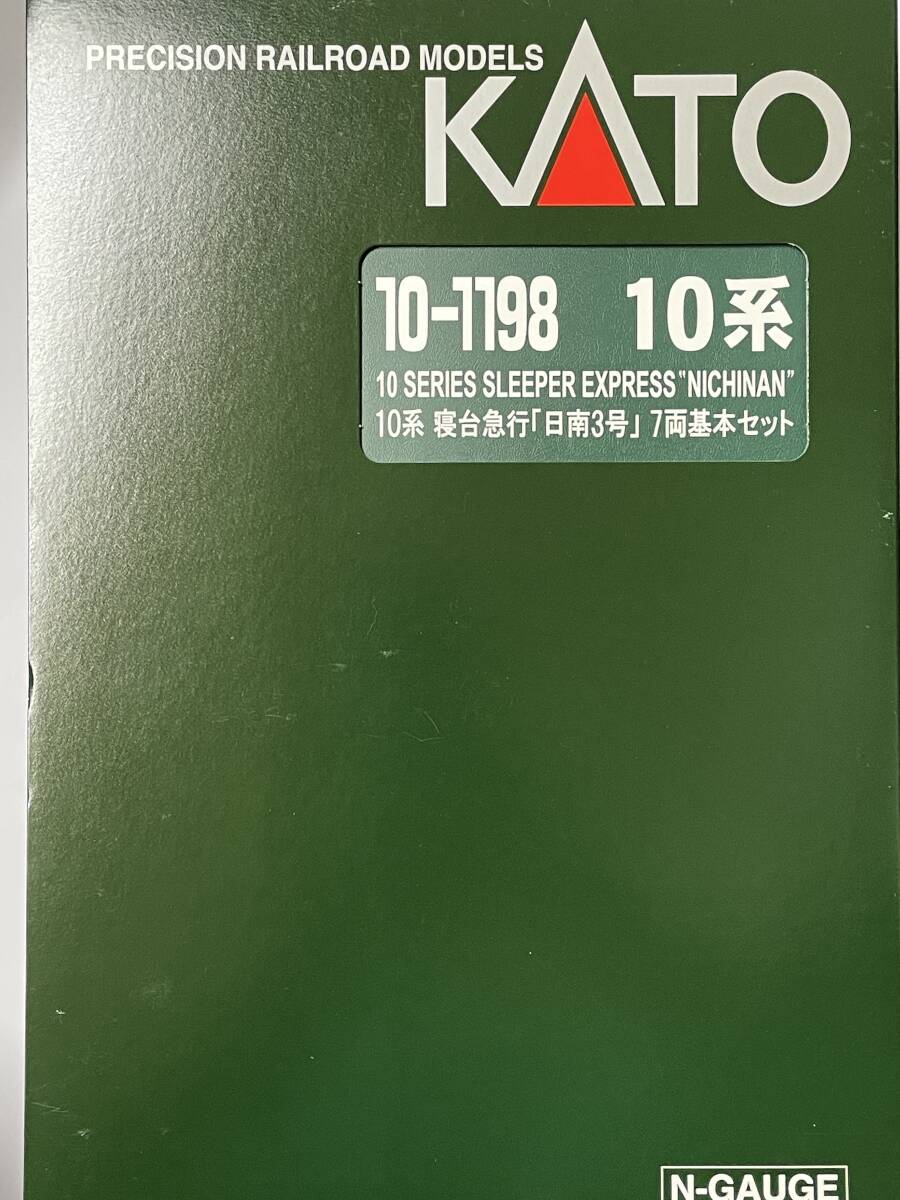 PRECISION RAILROAD MODELS
KATO
10-1198 10系
10 SERIES SLEEPER EXPRESS "NICHINAN"
10系 寝台急行「日南3号」 7両基本セット
N-GAUGE